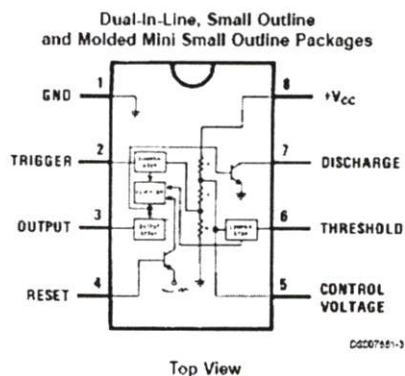 Dual-In-Line, Small Outline
and Molded Mini Small Outline Packages
1
GND
8
+VCC
2
TRIGGER
7
DISCHARGE
3
OUTPUT
6
THRESHOLD
4
RESET
5
CONTROL
VOLTAGE
Top View